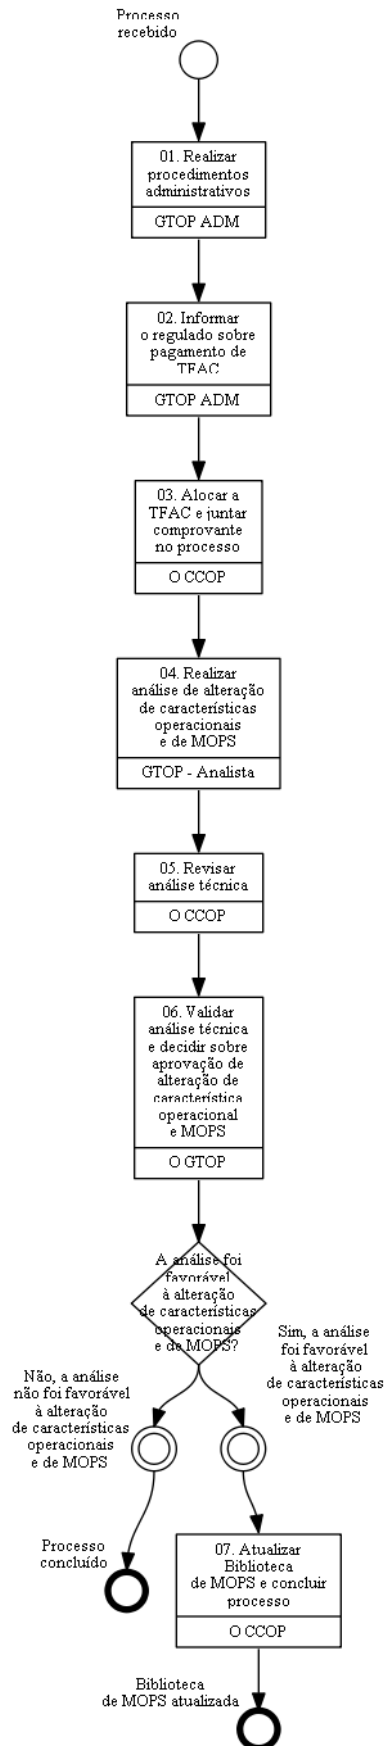 Processo
recebido
01. Realizar
procedimentos
administrativos
GTOP ADM
02. Informar
o regulado sobre
pagamento de
TFAC
GTOP ADM
03. Alocar a
TFAC e juntar
comprovante
no processo
O CCOP
04. Realizar
análise de alteração
de características
operacionais
e de MOPS
GTOP - Analista
05. Revisar
análise técnica
O CCOP
06. Validar
análise técnica
e decidir sobre
aprovação de
alteração de
característica
operacional
e MOPS
O GTOP
A análise foi
favorável
à alteração
de características
operacionais
e de MOPS?
Não, a análise
não foi favorável
à alteração
de características
operacionais
e de MOPS
Sim, a análise
foi favorável
à alteração
de características
operacionais
e de MOPS
Processo
concluído
07. Atualizar
Biblioteca
de MOPS e concluir
processo
O CCOP
Biblioteca
de MOPS atualizada